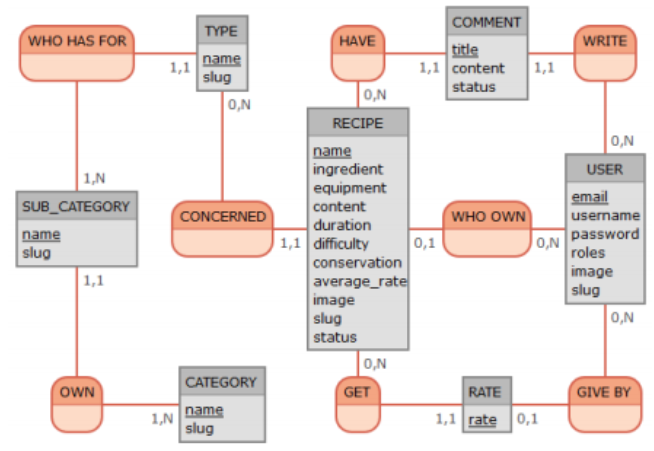 WHO HAS FOR
1,1
TYPE
name
slug
0,N
HAVE
1,1
0,N
COMMENT
title
content
status
1,1
WRITE
0,N
1,N
SUB_CATEGORY
name
slug
1,1
CONCERNED
1,1
RECIPE
name
ingredient
equipment
content
duration
difficulty
conservation
average_rate
image
slug
status
0,1
WHO OWN
0,N
USER
email
username
password
roles
image
slug
0,N
0,N
OWN
1,N
CATEGORY
name
slug
GET
1,1
RATE
rate
0,1
GIVE BY